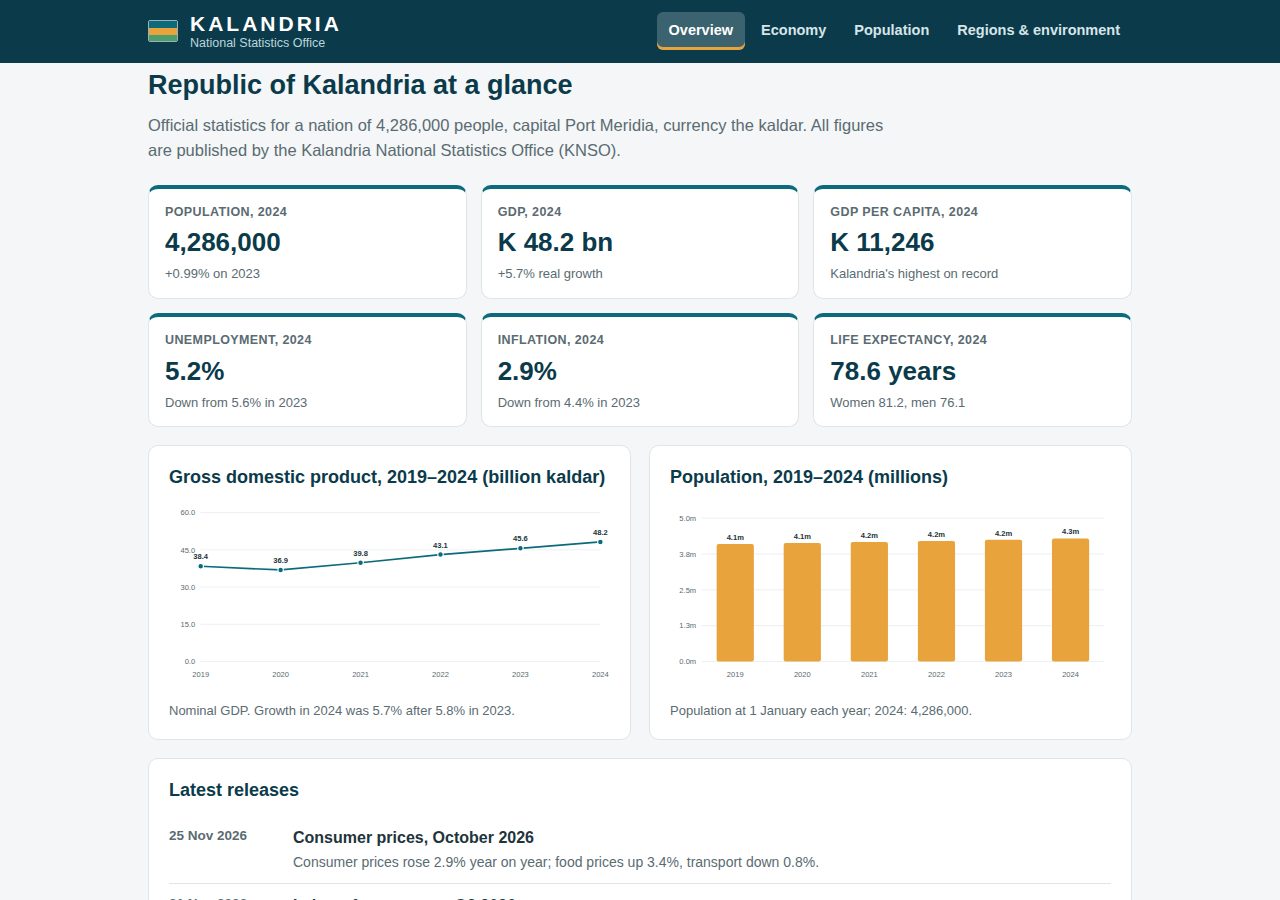 KALANDRIA
National Statistics Office
Overview
Economy
Population
Regions & environment
Republic of Kalandria at a glance
Official statistics for a nation of 4,286,000 people, capital Port Meridia, currency the kaldar. All figures
are published by the Kalandria National Statistics Office (KNSO).
POPULATION, 2024
4,286,000
+0.99% on 2023
GDP, 2024
K 48.2 bn
+5.7% real growth
GDP PER CAPITA, 2024
K 11,246
Kalandria's highest on record
UNEMPLOYMENT, 2024
5.2%
Down from 5.6% in 2023
INFLATION, 2024
2.9%
Down from 4.4% in 2023
LIFE EXPECTANCY, 2024
78.6 years
Women 81.2, men 76.1
Gross domestic product, 2019–2024 (billion kaldar)
60.0
45.0
30.0
15.0
0.0
38.4
36.9
39.8
43.1
45.6
48.2
2019
2020
2021
2022
2023
2024
Nominal GDP. Growth in 2024 was 5.7% after 5.8% in 2023.
Population, 2019–2024 (millions)
5.0m
3.8m
2.5m
1.3m
0.0m
4.1m
4.1m
4.2m
4.2m
4.2m
4.3m
2019
2020
2021
2022
2023
2024
Population at 1 January each year; 2024: 4,286,000.
Latest releases
25 Nov 2026
Consumer prices, October 2026
Consumer prices rose 2.9% year on year; food prices up 3.4%, transport down 0.8%.